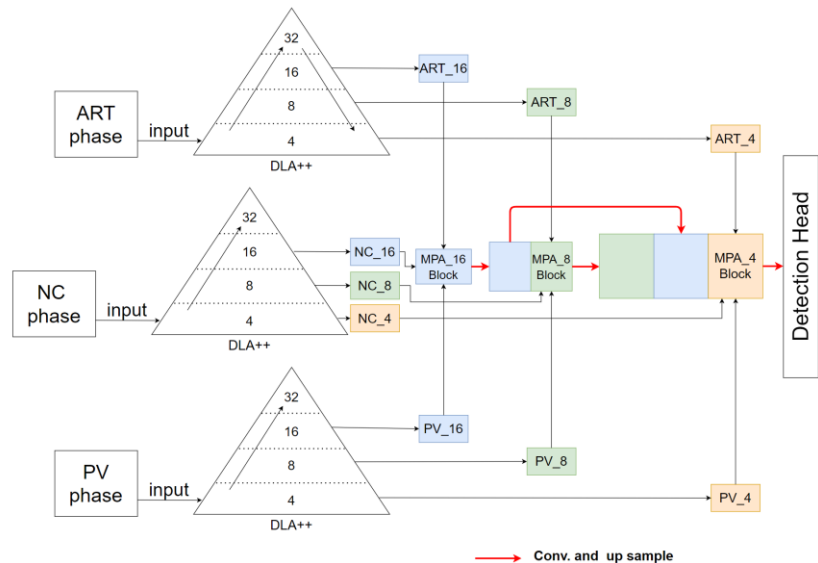 32
16
8
4
DLA++
ART
phase
input
ART_16
ART_8
ART_4
32
16
8
4
DLA++
NC
phase
input
NC_16
NC_8
NC_4
MPA_16
Block
MPA_8
Block
MPA_4
Block
Detection Head
32
16
8
4
DLA++
PV
phase
input
PV_16
PV_8
PV_4
Conv. and up sample